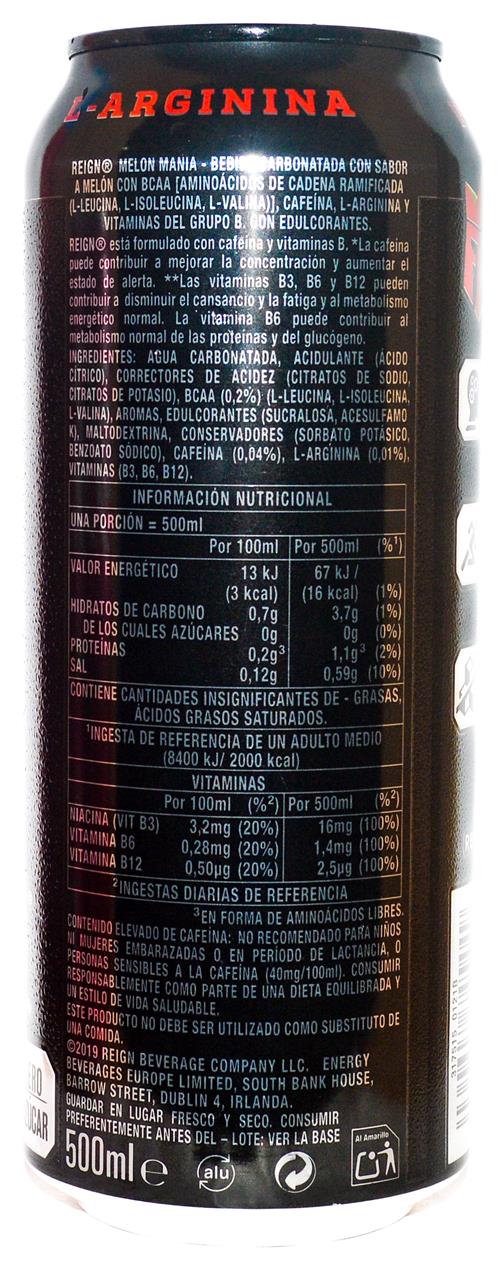 L-ARGININA
REIGN® MELON MANIA - BEBIDA CARBONATADA CON SABOR
A MELÓN CON BCAA [AMINOÁCIDOS DE CADENA RAMIFICADA
(L-LEUCINA, L-ISOLEUCINA, L-VALINA)], CAFEÍNA, L-ARGININA Y
VITAMINAS DEL GRUPO B. CON EDULCORANTES.
REIGN® está formulado con cafeína y vitaminas B. *La cafeína
puede contribuir a mejorar la concentración y aumentar el
estado de alerta. **Las vitaminas B3, B6 y B12 pueden
contribuir a disminuir el cansancio y la fatiga y al metabolismo
energético normal. La vitamina B6 puede contribuir al
metabolismo normal de las proteínas y del glucógeno.
INGREDIENTES: AGUA CARBONATADA, ACIDULANTE (ÁCIDO
CÍTRICO), CORRECTORES DE ACIDEZ (CITRATOS DE SODIO,
CITRATOS DE POTASIO), BCAA (0,2%) (L-LEUCINA, L-ISOLEUCINA,
L-VALINA), AROMAS, EDULCORANTES (SUCRALOSA, ACESULFAMO
K), MALTODEXTRINA, CONSERVADORES (SORBATO POTÁSICO,
BENZOATO SÓDICO), CAFEÍNA (0,04%), L-ARGININA (0,01%),
VITAMINAS (B3, B6, B12).
INFORMACIÓN NUTRICIONAL
UNA PORCIÓN = 500ml
Por 100ml Por 500ml (%¹)
VALOR ENERGÉTICO 13 kJ 67 kJ /
(3 kcal) (16 kcal) (1%)
HIDRATOS DE CARBONO 0,7g 3,7g (1%)
DE LOS CUALES AZÚCARES 0g 0g (0%)
PROTEÍNAS 0,2g³ 1,1g³ (2%)
SAL 0,12g 0,59g (10%)
CONTIENE CANTIDADES INSIGNIFICANTES DE - GRASAS,
ÁCIDOS GRASOS SATURADOS.
¹INGESTA DE REFERENCIA DE UN ADULTO MEDIO
(8400 kJ/ 2000 kcal)
VITAMINAS
Por 100ml (%²) Por 500ml (%²)
NIACINA (VIT B3) 3,2mg (20%) 16mg (100%)
VITAMINA B6 0,28mg (20%) 1,4mg (100%)
VITAMINA B12 0,50µg (20%) 2,5µg (100%)
²INGESTAS DIARIAS DE REFERENCIA
³EN FORMA DE AMINOÁCIDOS LIBRES.
CONTENIDO ELEVADO DE CAFEÍNA: NO RECOMENDADO PARA NIÑOS
NI MUJERES EMBARAZADAS O EN PERÍODO DE LACTANCIA, O
PERSONAS SENSIBLES A LA CAFEÍNA (40mg/100ml). CONSUMIR
RESPONSABLEMENTE COMO PARTE DE UNA DIETA EQUILIBRADA Y
UN ESTILO DE VIDA SALUDABLE.
ESTE PRODUCTO NO DEBE SER UTILIZADO COMO SUSTITUTO DE
UNA COMIDA.
©2019 REIGN BEVERAGE COMPANY LLC. ENERGY
BEVERAGES EUROPE LIMITED, SOUTH BANK HOUSE,
BARROW STREET, DUBLIN 4, IRLANDA.
GUARDAR EN LUGAR FRESCO Y SECO. CONSUMIR
PREFERENTEMENTE ANTES DEL - LOTE: VER LA BASE
500ml e alu Al Amarillo
317515 01218